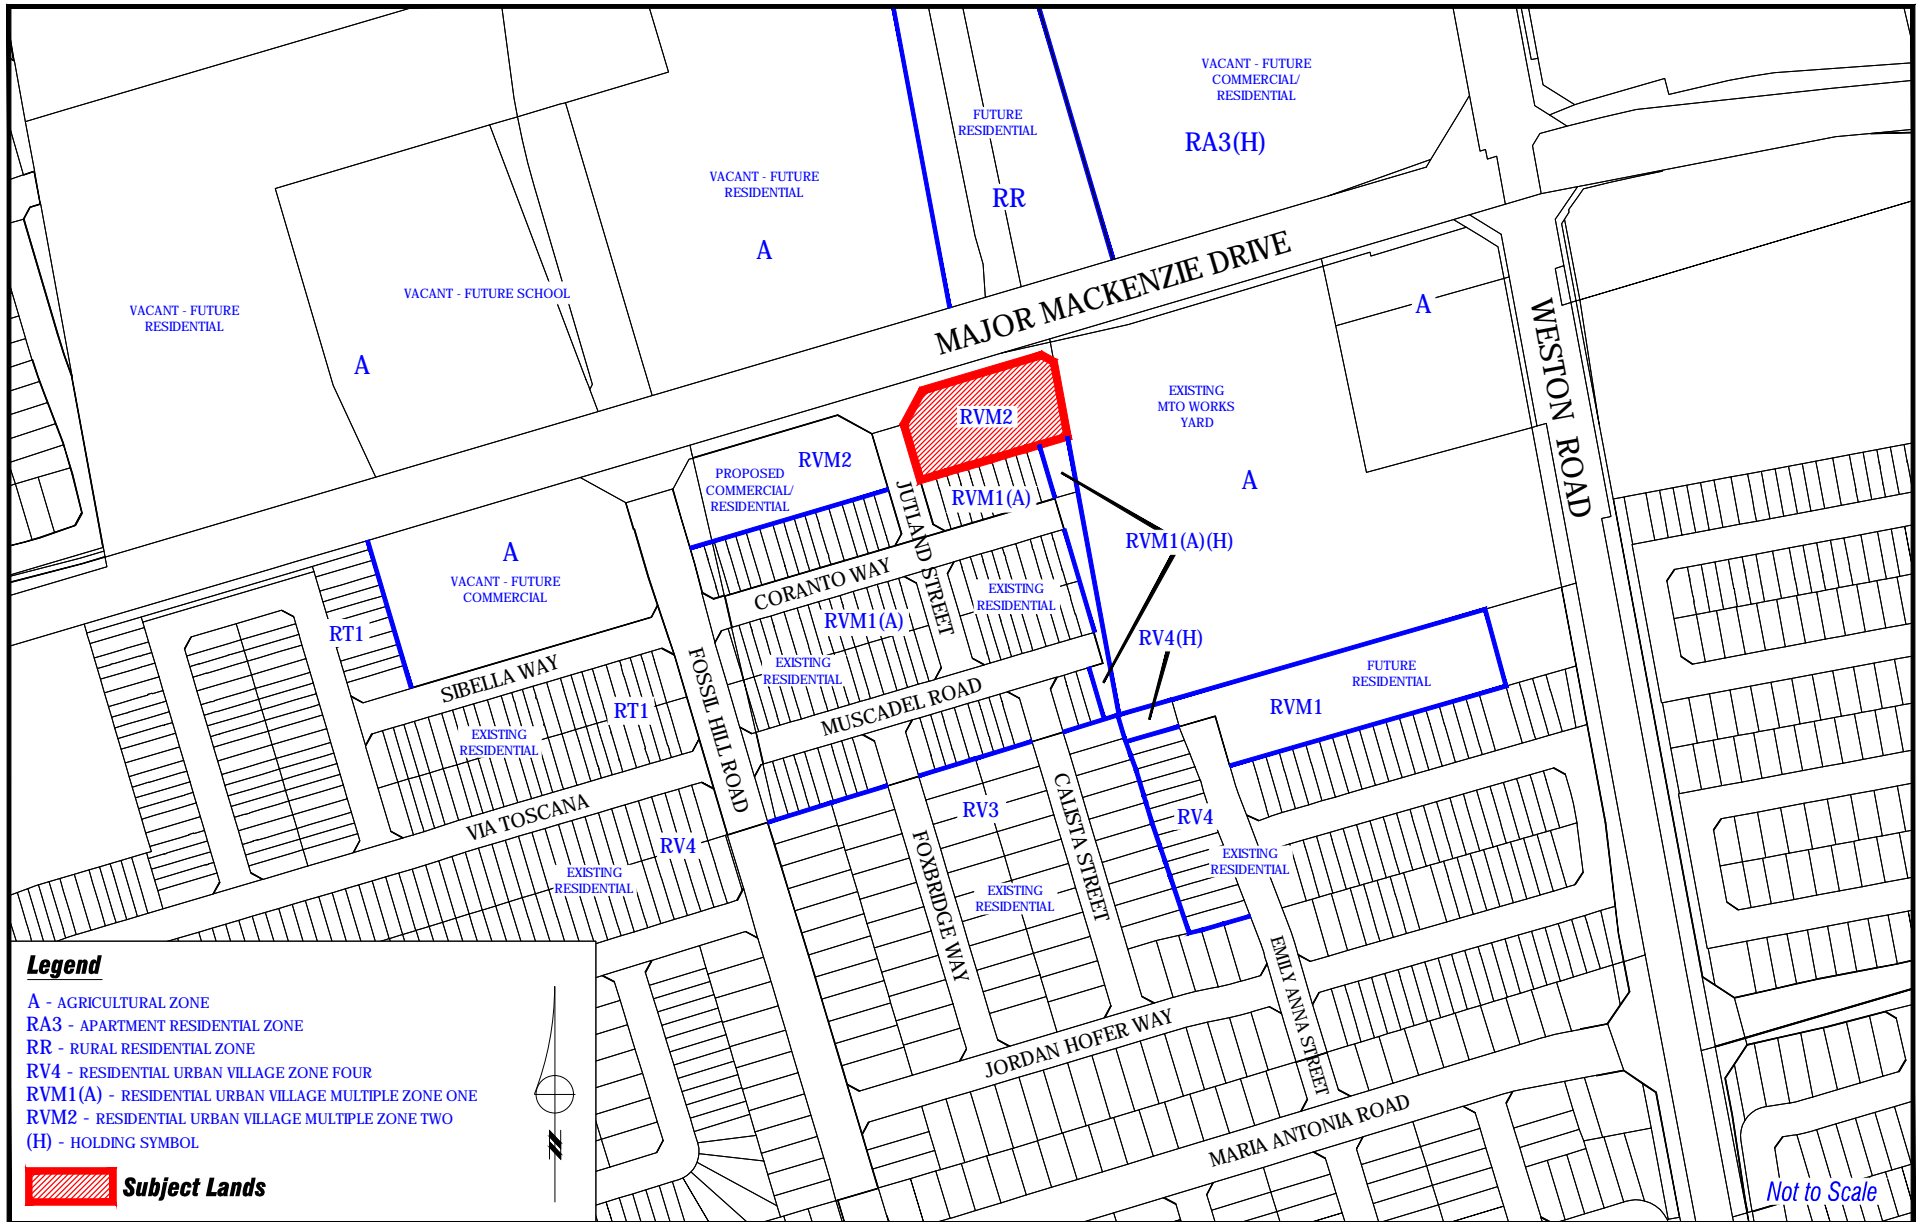 VACANT - FUTURE
COMMERCIAL/
RESIDENTIAL
RA3(H)
FUTURE
RESIDENTIAL
RR
VACANT - FUTURE
RESIDENTIAL
A
VACANT - FUTURE SCHOOL
A
VACANT - FUTURE
RESIDENTIAL
MAJOR MACKENZIE DRIVE
WESTON ROAD
A
EXISTING
MTO WORKS
YARD
A
RVM2
RVM2
PROPOSED
COMMERCIAL/
RESIDENTIAL
JUTLAND STREET
RVM1(A)
RVM1(A)(H)
A
VACANT - FUTURE
COMMERCIAL
CORANTO WAY
EXISTING
RESIDENTIAL
RVM1(A)
RT1
RV4(H)
SIBELLA WAY
FOSSIL HILL ROAD
EXISTING
RESIDENTIAL
MUSCADEL ROAD
FUTURE
RESIDENTIAL
RVM1
RT1
EXISTING
RESIDENTIAL
VIA TOSCANA
RV3
CALISTA STREET
RV4
RV4
EXISTING
RESIDENTIAL
EXISTING
RESIDENTIAL
FOXBRIDGE WAY
EXISTING
RESIDENTIAL
EMILY ANNA STREET
JORDAN HOFER WAY
MARIA ANTONIA ROAD
Legend
A - AGRICULTURAL ZONE
RA3 - APARTMENT RESIDENTIAL ZONE
RR - RURAL RESIDENTIAL ZONE
RV4 - RESIDENTIAL URBAN VILLAGE ZONE FOUR
RVM1(A) - RESIDENTIAL URBAN VILLAGE MULTIPLE ZONE ONE
RVM2 - RESIDENTIAL URBAN VILLAGE MULTIPLE ZONE TWO
(H) - HOLDING SYMBOL
N
Subject Lands
Not to Scale